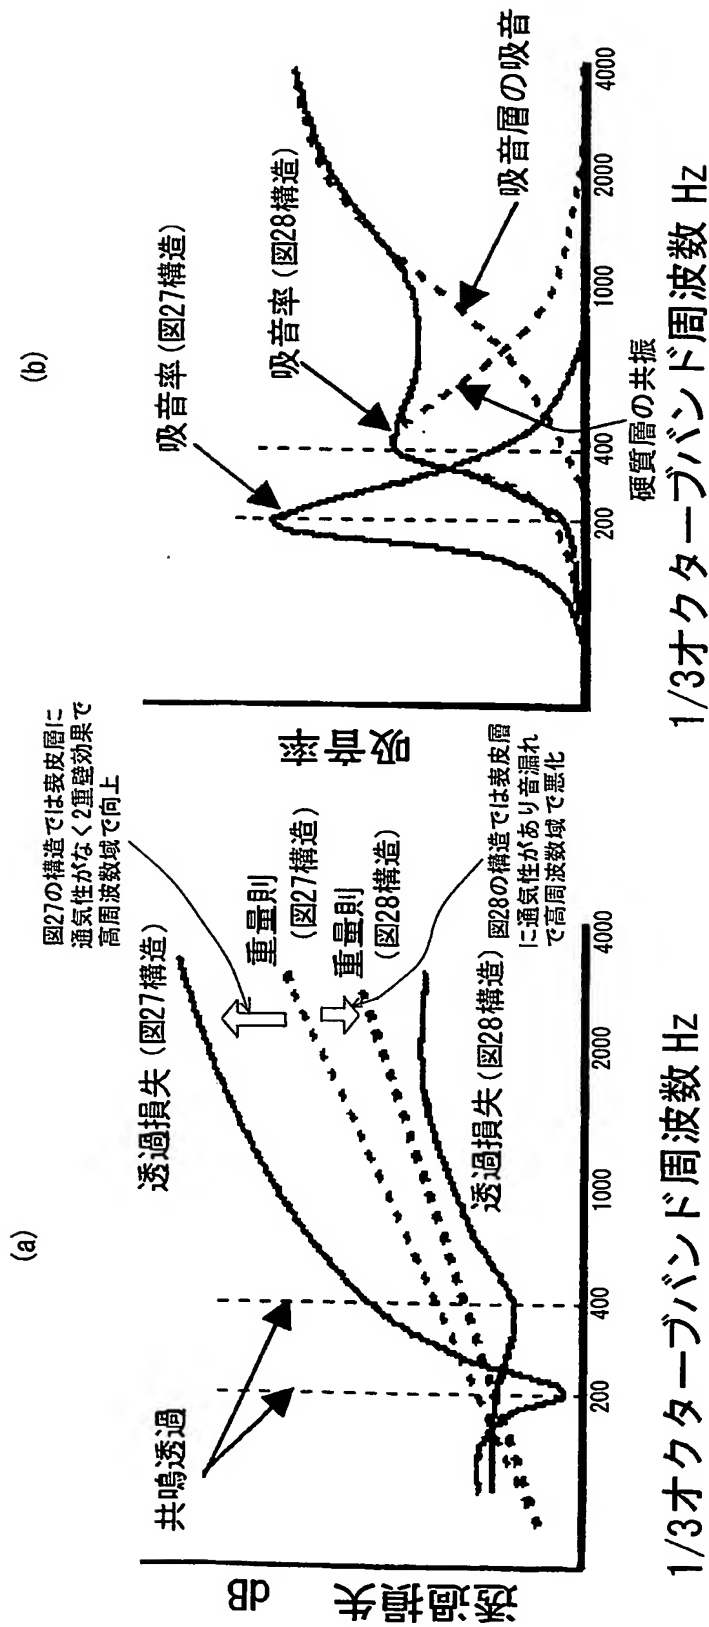 (a)
透過損失
dB
共鳴透過
透過損失(図27構造)
図27の構造では表皮層に
通気性がなく2重壁効果で
高周波数域で向上
重量則
(図27構造)
重量則
(図28構造)
透過損失(図28構造)
図28の構造では表皮層
に通気性があり音漏れ
で高周波数域で悪化
200
400
1000
2000
4000
1/3オクターブバンド周波数 Hz
(b)
吸音率
吸音率(図27構造)
吸音率(図28構造)
吸音層の吸音
硬質層の共振
200
400
1000
2000
4000
1/3オクターブバンド周波数 Hz